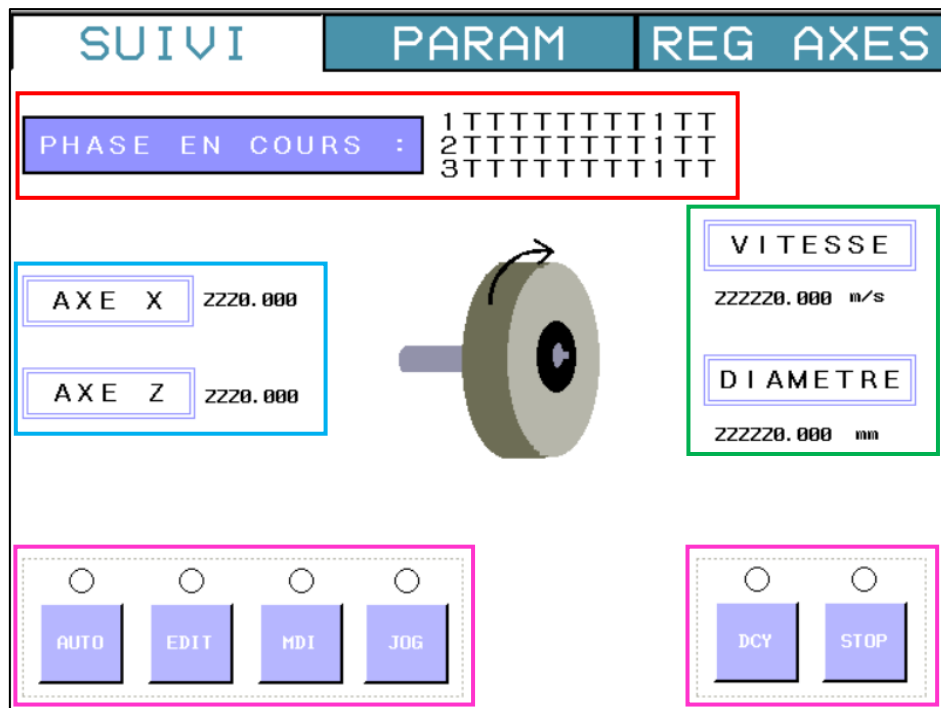 SUIVI PARAM REG AXES
PHASE EN COURS :
1TTTTTTTT1TT
2TTTTTTTT1TT
3TTTTTTTT1TT
VITESSE
ZZZZZ0.000 m/s
AXE X ZZZ0.000
DIAMETRE
AXE Z ZZZ0.000
ZZZZZ0.000 mm
AUTO EDIT MDI JOG DCY STOP